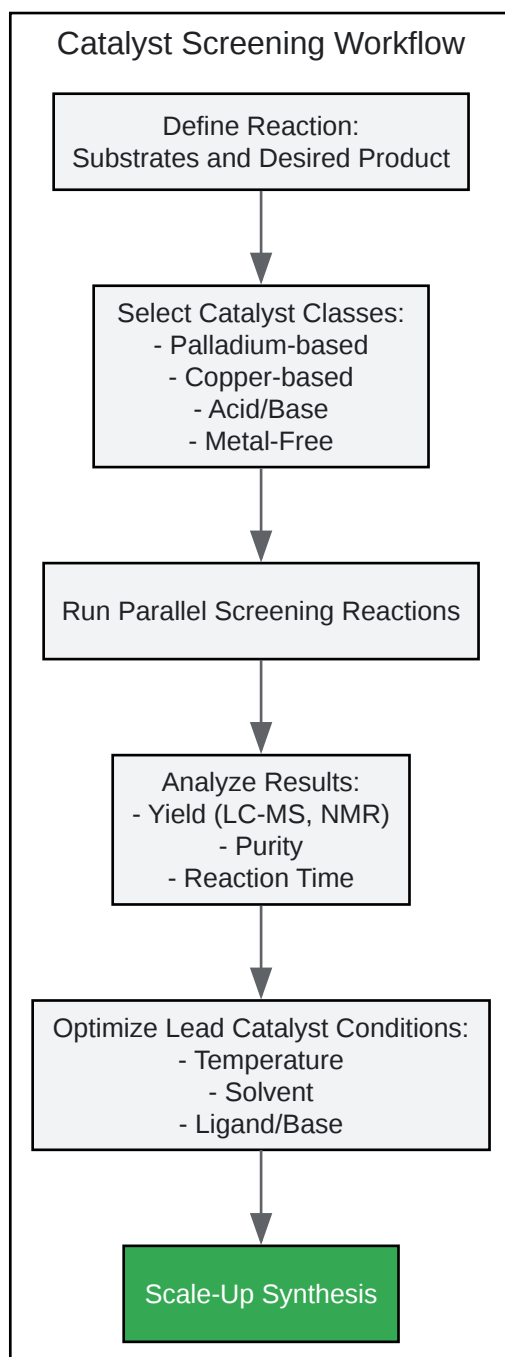 Catalyst Screening Workflow
Define Reaction:
Substrates and Desired Product
Select Catalyst Classes:
- Palladium-based
- Copper-based
- Acid/Base
- Metal-Free
Run Parallel Screening Reactions
Analyze Results:
- Yield (LC-MS, NMR)
- Purity
- Reaction Time
Optimize Lead Catalyst Conditions:
- Temperature
- Solvent
- Ligand/Base
Scale-Up Synthesis